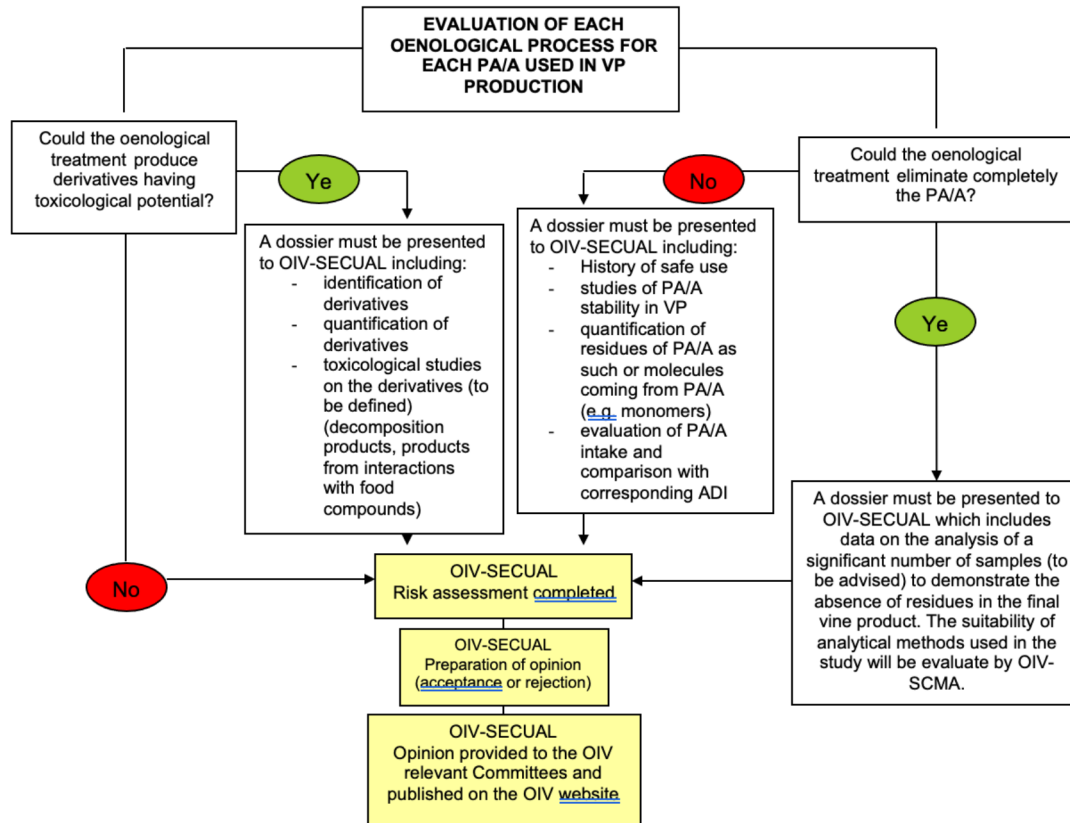 EVALUATION OF EACH
OENOLOGICAL PROCESS FOR
EACH PA/A USED IN VP
PRODUCTION
Could the oenological
treatment produce
derivatives having
toxicological potential?
Ye
No
Could the oenological
treatment eliminate completely
the PA/A?
A dossier must be presented
to OIV-SECUAL including:
- identification of
derivatives
- quantification of
derivatives
- toxicological studies
on the derivatives (to
be defined)
(decomposition
products, products
from interactions
with food
compounds)
A dossier must be presented
to OIV-SECUAL including:
- History of safe use
- studies of PA/A
stability in VP
- quantification of
residues of PA/A as
such or molecules
coming from PA/A
(e.g. monomers)
- evaluation of PA/A
intake and
comparison with
corresponding ADI
Ye
A dossier must be presented to
OIV-SECUAL which includes
data on the analysis of a
significant number of samples (to
be advised) to demonstrate the
absence of residues in the final
vine product. The suitability of
analytical methods used in the
study will be evaluate by OIV-
SCMA.
No
OIV-SECUAL
Risk assessment completed
OIV-SECUAL
Preparation of opinion
(acceptance or rejection)
OIV-SECUAL
Opinion provided to the OIV
relevant Committees and
published on the OIV website